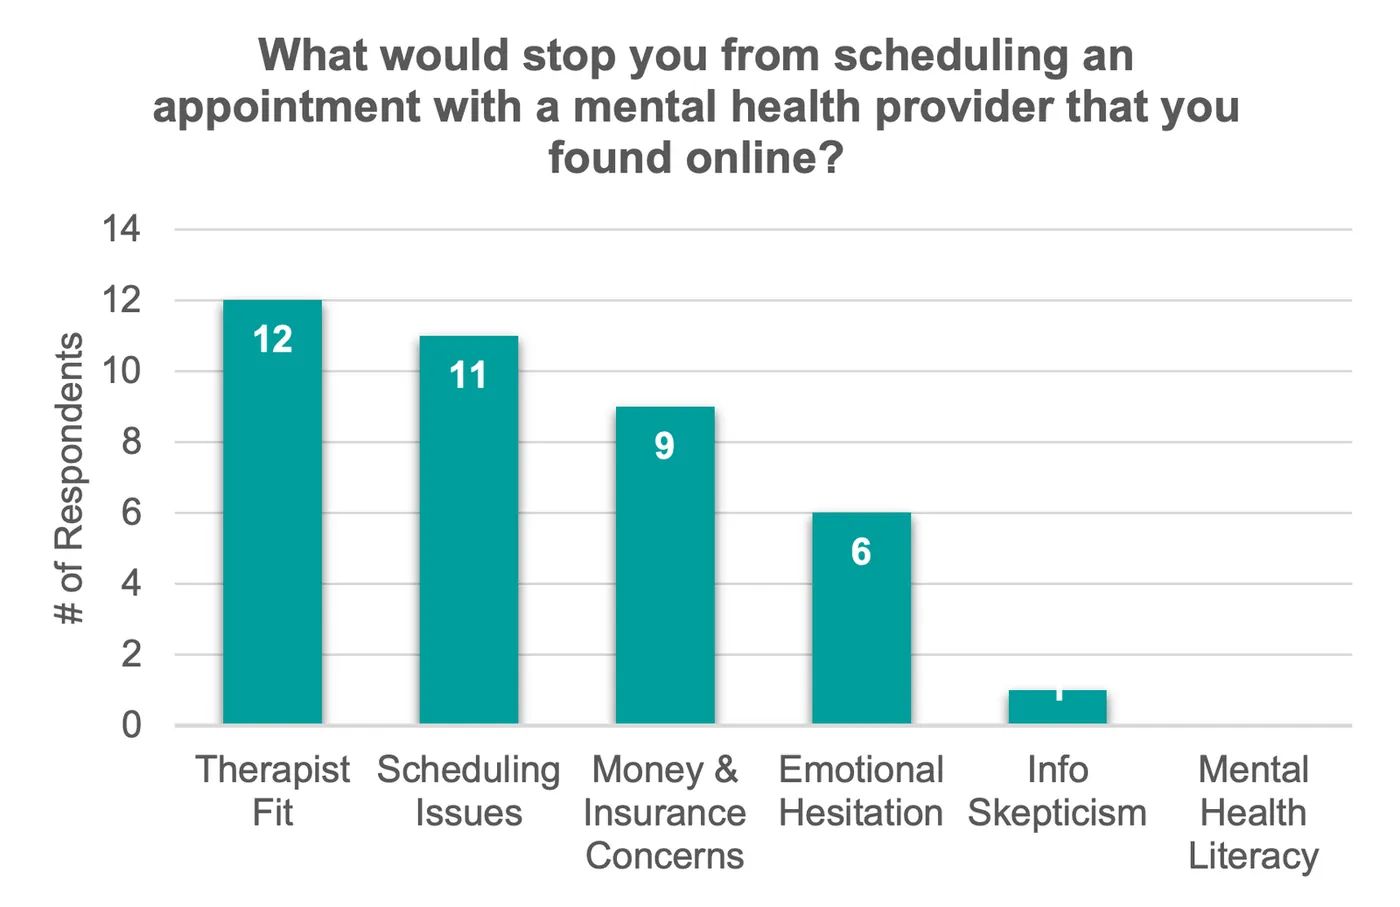 What would stop you from scheduling an
appointment with a mental health provider that you
found online?
14
12
10
8
6
4
2
0
# of Respondents
12
11
9
6
Therapist
Fit
Scheduling
Issues
Money &
Insurance
Concerns
Emotional
Hesitation
Info
Skepticism
Mental
Health
Literacy